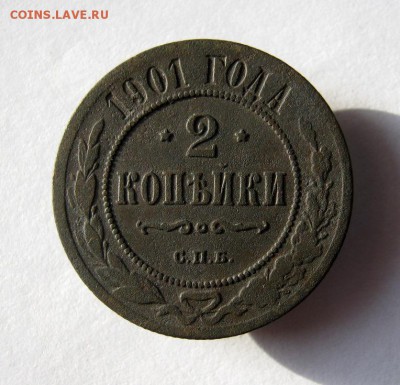 COINS.LAVE.RU
1901 ГОДА
2
КОПѢЙКИ
С.П.Б.